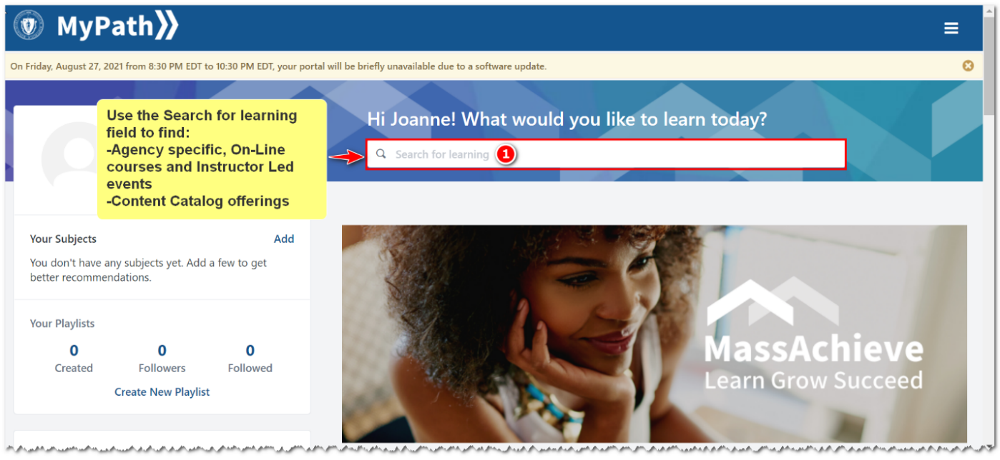 MyPath
On Friday, August 27, 2021 from 8:30 PM EDT to 10:30 PM EDT, your portal will be briefly unavailable due to a software update.
Use the Search for learning
field to find:
-Agency specific, On-Line
courses and Instructor Led
events
-Content Catalog offerings
Hi Joanne! What would you like to learn today?
Search for learning 1
Your Subjects Add
You don't have any subjects yet. Add a few to get
better recommendations.
Your Playlists
0 0 0
Created Followers Followed
Create New Playlist
MassAchieve
Learn Grow Succeed